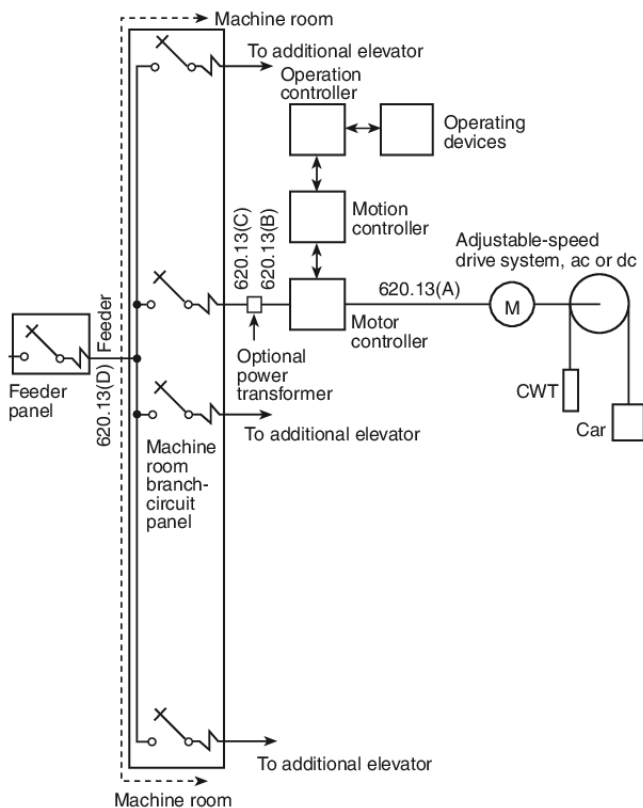 Machine room
To additional elevator
Operation
controller
Operating
devices
620.13(C)
620.13(B)
Motion
controller
Adjustable-speed
drive system, ac or dc
620.13(A)
M
Motor
controller
Feeder
620.13(D)
Feeder
panel
Optional
power
transformer
CWT
Car
To additional elevator
Machine
room
branch-
circuit
panel
To additional elevator
Machine room